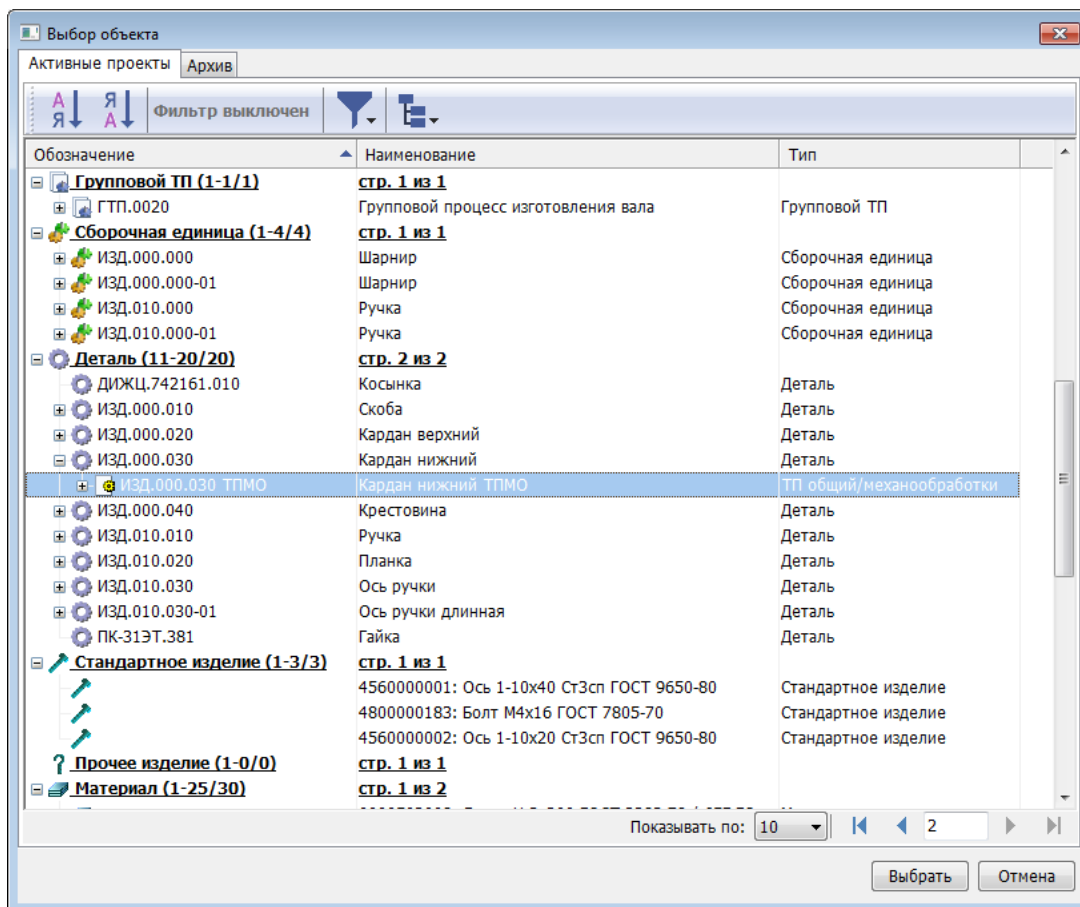 Выбор объекта
Активные проекты Архив
А Я Я А Фильтр выключен
Обозначение Наименование Тип
Групповой ТП (1-1/1) стр. 1 из 1
ГТП.0020 Групповой процесс изготовления вала Групповой ТП
Сборочная единица (1-4/4) стр. 1 из 1
ИЗД.000.000 Шарнир Сборочная единица
ИЗД.000.000-01 Шарнир Сборочная единица
ИЗД.010.000 Ручка Сборочная единица
ИЗД.010.000-01 Ручка Сборочная единица
Деталь (11-20/20) стр. 2 из 2
ДИЖЦ.742161.010 Косынка Деталь
ИЗД.000.010 Скоба Деталь
ИЗД.000.020 Кардан верхний Деталь
ИЗД.000.030 Кардан нижний Деталь
ИЗД.000.030 ТПМО Кардан нижний ТПМО ТП общий/механообработки
ИЗД.000.040 Крестовина Деталь
ИЗД.010.010 Ручка Деталь
ИЗД.010.020 Планка Деталь
ИЗД.010.030 Ось ручки Деталь
ИЗД.010.030-01 Ось ручки длинная Деталь
ПК-31ЭТ.381 Гайка Деталь
Стандартное изделие (1-3/3) стр. 1 из 1
4560000001: Ось 1-10х40 Ст3сп ГОСТ 9650-80 Стандартное изделие
4800000183: Болт М4х16 ГОСТ 7805-70 Стандартное изделие
4560000002: Ось 1-10х20 Ст3сп ГОСТ 9650-80 Стандартное изделие
Прочее изделие (1-0/0) стр. 1 из 1
Материал (1-25/30) стр. 1 из 2
Показывать по: 10 2
Выбрать Отмена